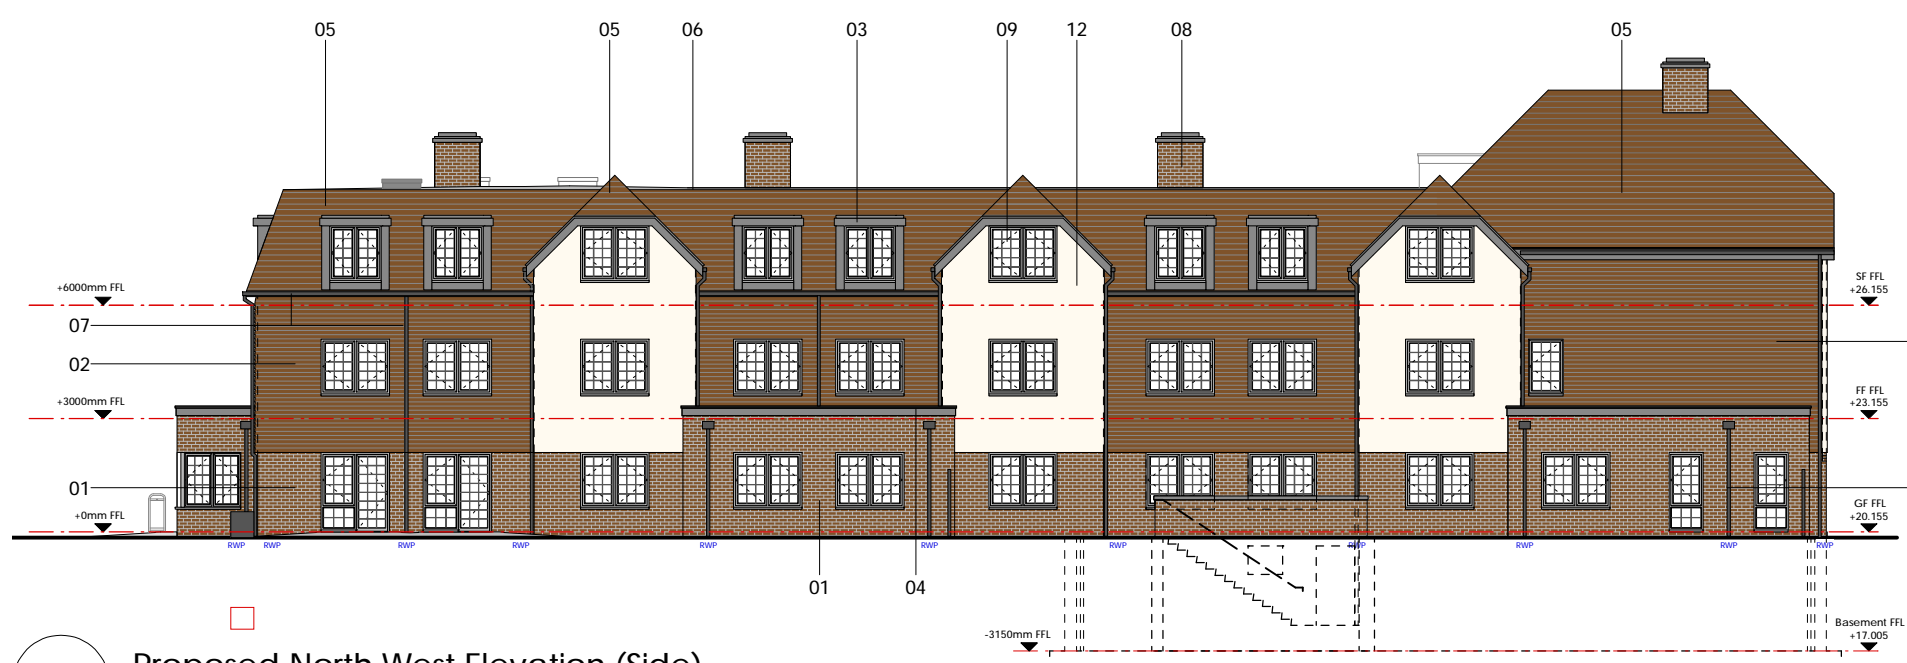 05 05 06 03 09 12 08 05
+6000mm FFL
SF FFL
+26.155
07
02
+3000mm FFL
FF FFL
+23.155
01
+0mm FFL
GF FFL
+20.155
RWP RWP RWP RWP RWP RWP RWP RWP RWP RWP RWP
01 04
-3150mm FFL
Basement FFL
+17.005
Proposed North West Elevation (Side)